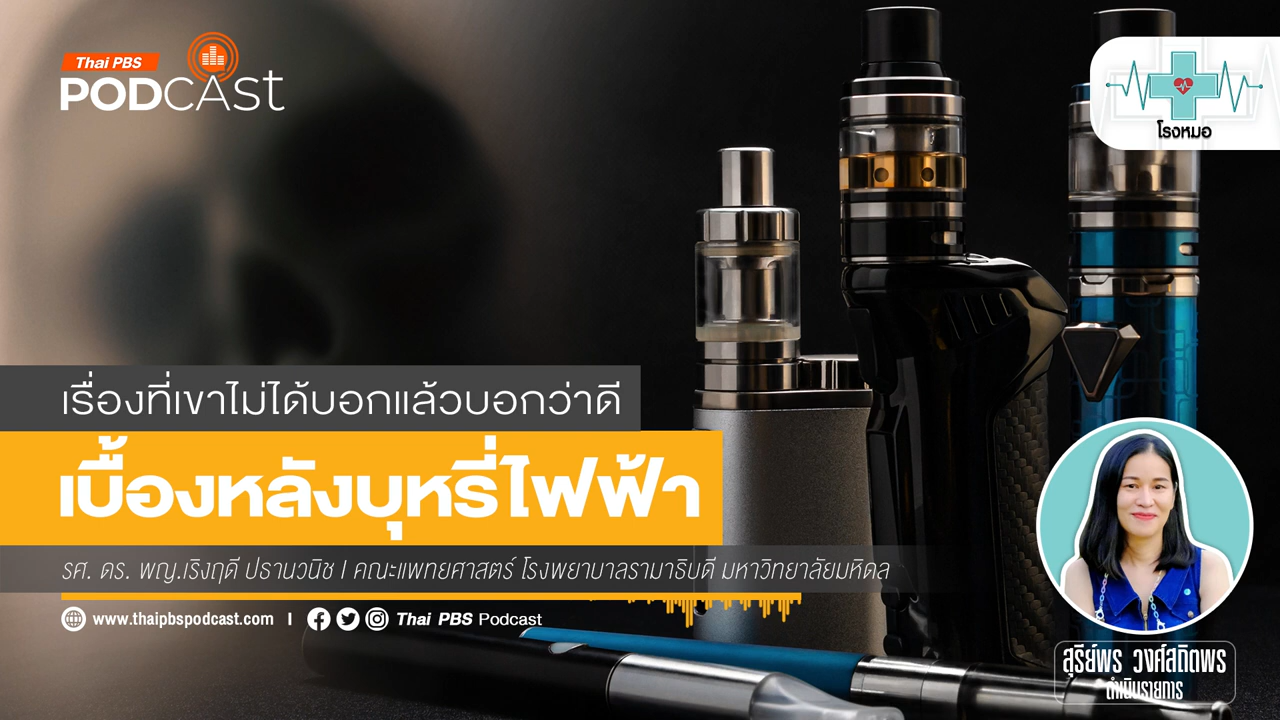 Thai PBS
PODCAST
โรงหมอ
เรื่องที่เขาไม่ได้บอกแล้วบอกว่าดี
เบื้องหลังบุหรี่ไฟฟ้า
รศ. ดร. พญ.เริงฤดี ปธานวนิช I คณะแพทยศาสตร์ โรงพยาบาลรามาธิบดี มหาวิทยาลัยมหิดล
www.thaipbspodcast.com I Thai PBS Podcast
สุรีย์พร วงศ์สถิตพร
ดำเนินรายการ